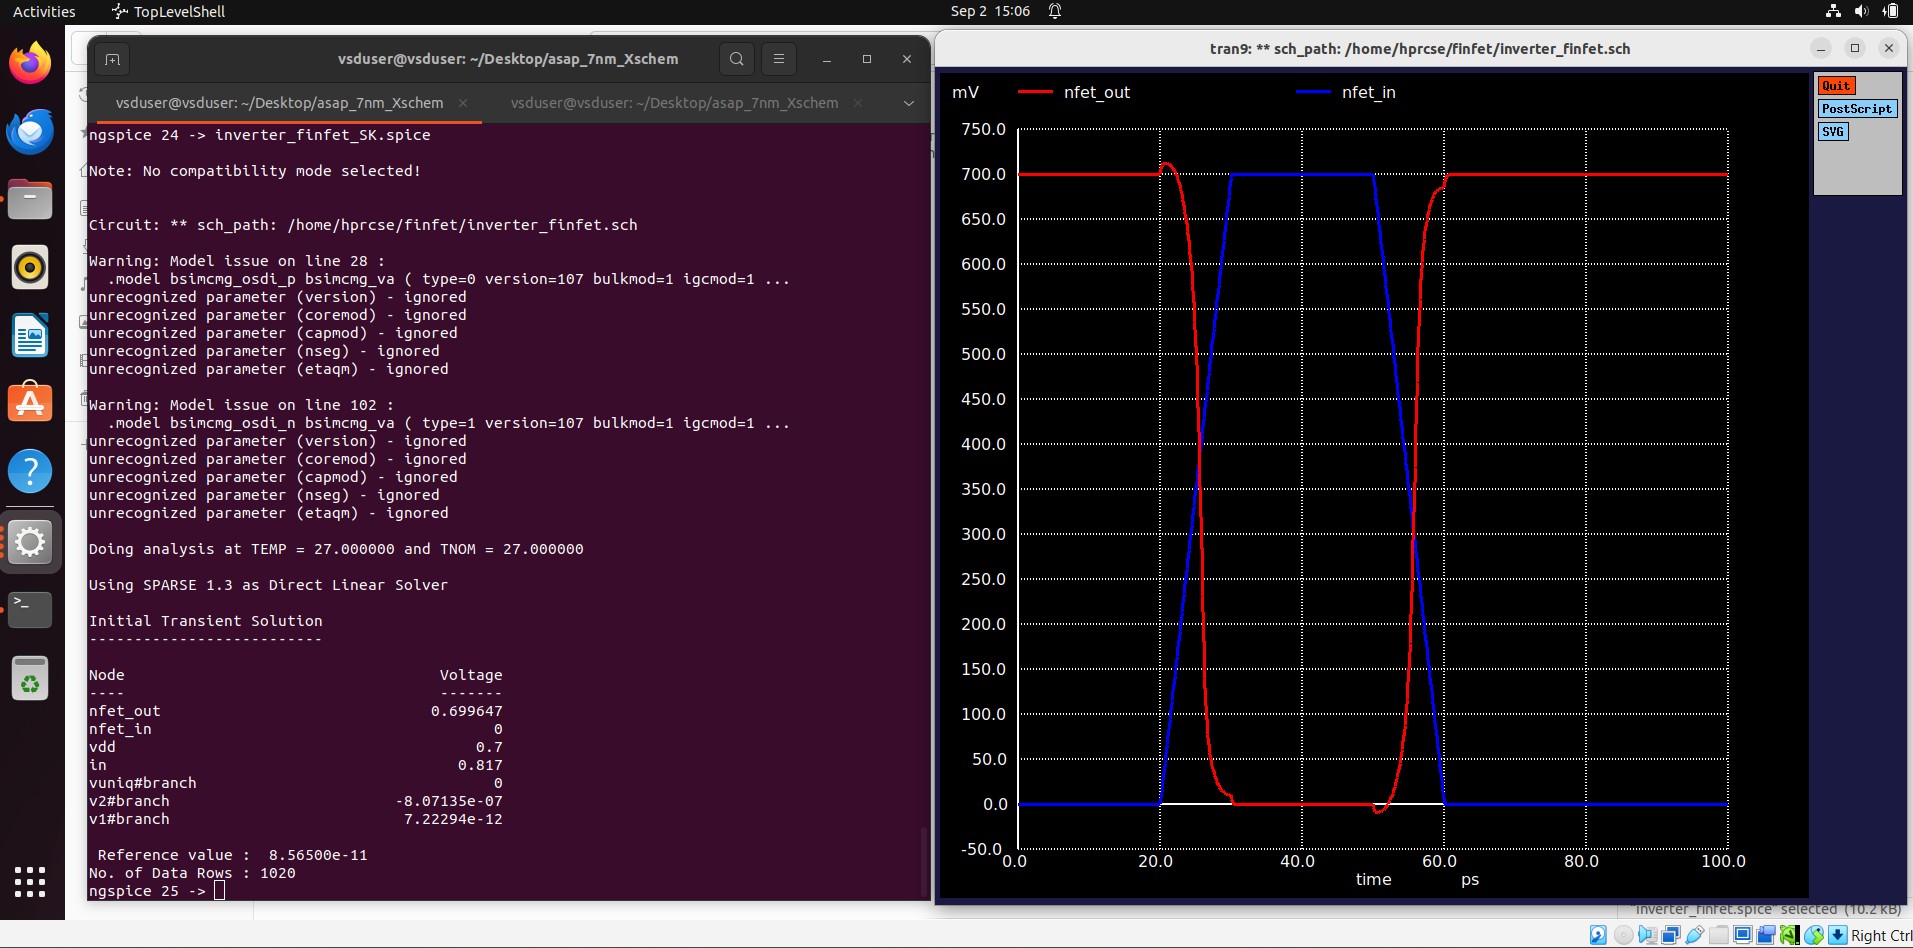 Activities
TopLevelShell
Sep 2 15:06
vsduser@vsduser: ~/Desktop/asap_7nm_Xschem
vsduser@vsduser: ~/Desktop/asap_7nm_Xschem
vsduser@vsduser: ~/Desktop/asap_7nm_Xschem
ngspice 24 -> inverter_finfet_SK.spice
Note: No compatibility mode selected!
Circuit: ** sch_path: /home/hprcse/finfet/inverter_finfet.sch
Warning: Model issue on line 28 :
.model bsimcmg_osdi_p bsimcmg_va ( type=0 version=107 bulkmod=1 igcmod=1 ...
unrecognized parameter (version) - ignored
unrecognized parameter (coremod) - ignored
unrecognized parameter (capmod) - ignored
unrecognized parameter (nseg) - ignored
unrecognized parameter (etaqm) - ignored
Warning: Model issue on line 102 :
.model bsimcmg_osdi_n bsimcmg_va ( type=1 version=107 bulkmod=1 igcmod=1 ...
unrecognized parameter (version) - ignored
unrecognized parameter (coremod) - ignored
unrecognized parameter (capmod) - ignored
unrecognized parameter (nseg) - ignored
unrecognized parameter (etaqm) - ignored
Doing analysis at TEMP = 27.000000 and TNOM = 27.000000
Using SPARSE 1.3 as Direct Linear Solver
Initial Transient Solution
--------------------------
Node Voltage
---- -------
nfet_out 0.699647
nfet_in 0
vdd 0.7
in 0.817
vuniq#branch 0
v2#branch -8.07135e-07
v1#branch 7.22294e-12
Reference value : 8.56500e-11
No. of Data Rows : 1020
ngspice 25 ->
tran9: ** sch_path: /home/hprcse/finfet/inverter_finfet.sch
mV nfet_out nfet_in
750.0
700.0
650.0
600.0
550.0
500.0
450.0
400.0
350.0
300.0
250.0
200.0
150.0
100.0
50.0
0.0
-50.0
0.0 20.0 40.0 60.0 80.0 100.0
time ps
Quit
PostScript
SVG
"inverter_finfet.spice" selected (10.2 kB)
Right Ctrl